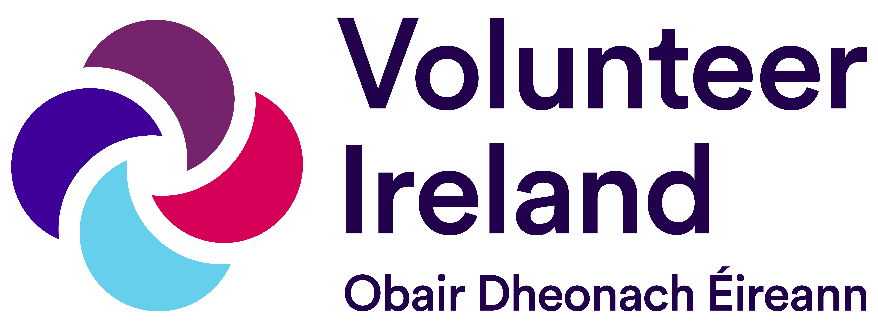 Volunteer
Ireland
Obair Dheonach Éireann